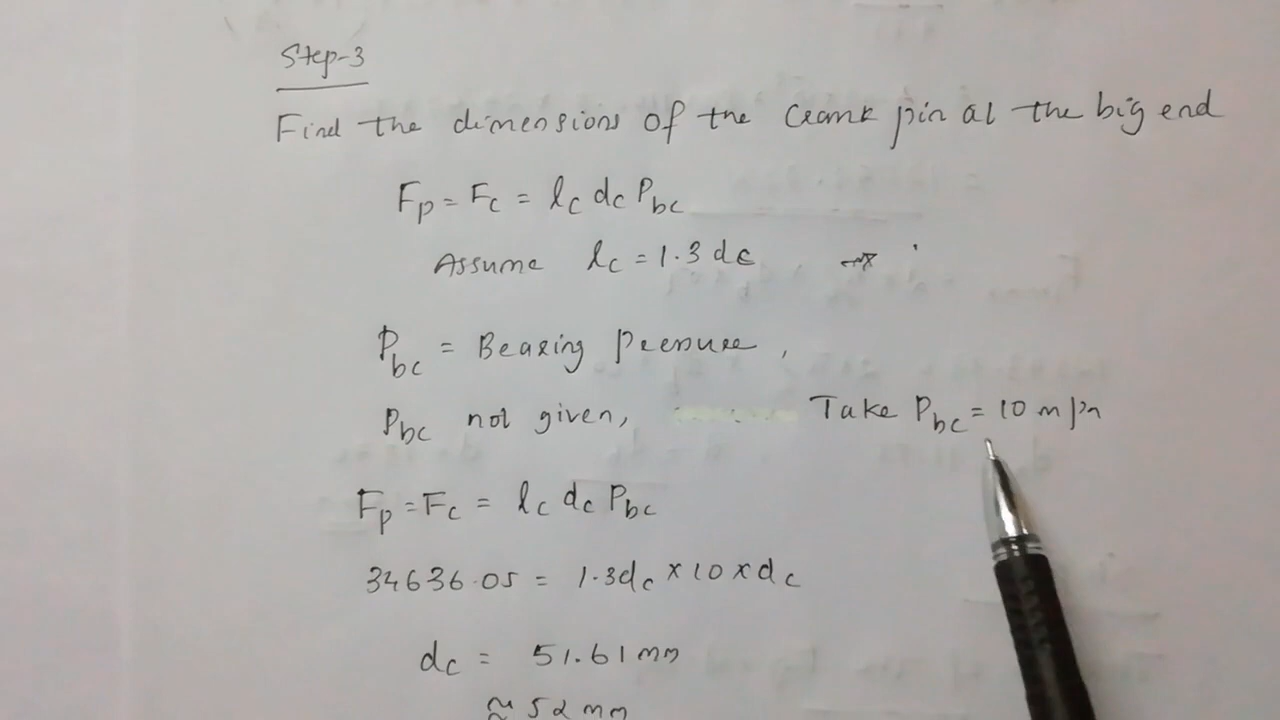 Step-3
Find the dimensions of the Crank pin at the big end
Fp = Fc = lc dc Pbc
Assume lc = 1.3 dc
Pbc = Bearing Pressure,
Pbc not given, Take Pbc = 10 mpa
Fp = Fc = lc dc Pbc
34636.05 = 1.3dc × 10 × dc
dc = 51.61 mm
≈ 52 mm